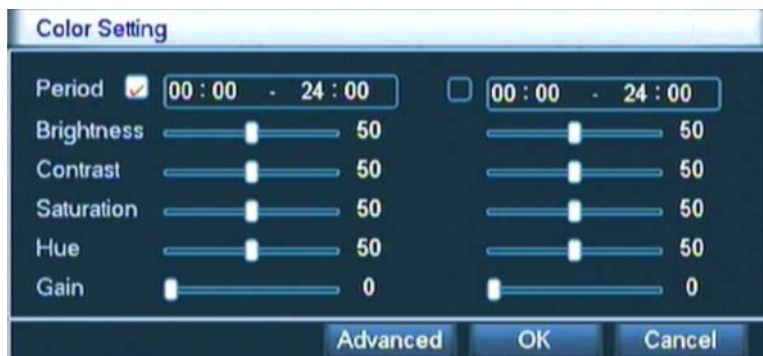 Color Setting
Period 00 : 00 - 24 : 00 00 : 00 - 24 : 00
Brightness 50 50
Contrast 50 50
Saturation 50 50
Hue 50 50
Gain 0 0
Advanced OK Cancel